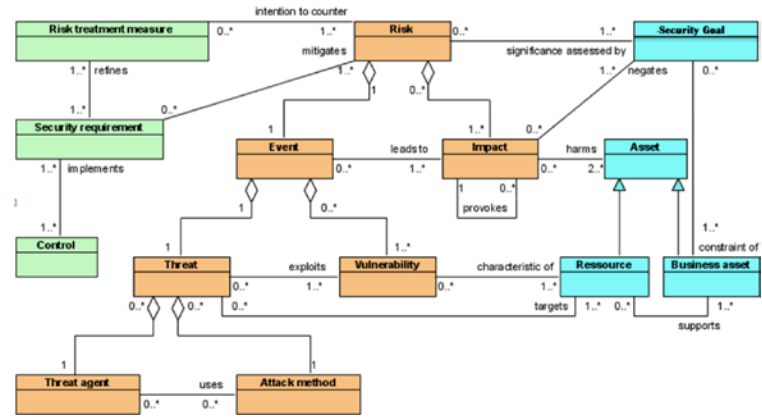 intention to counter
Risk treatment measure 0..* 1..* Risk 0..* 1..* Security Goal
mitigates significance assessed by
1..* refines 1..* 1 0..* 1..* negates 0..*
1..* 0..* 0..*
Security requirement 1 1..*
Event leads to Impact harms Asset
1..* implements 0..* 1..* 1 0..* 0..* 2..*
provokes
1 0..*
1..* 1 1..* 1..* constraint of
Control Threat exploits Vulnerability characteristic of Ressource Business asset
0..* 1..* 0..* 1..*
0..* 0..* 0..* targets 1..* 0..* 1..*
supports
1 1
Threat agent uses Attack method
0..* 0..*